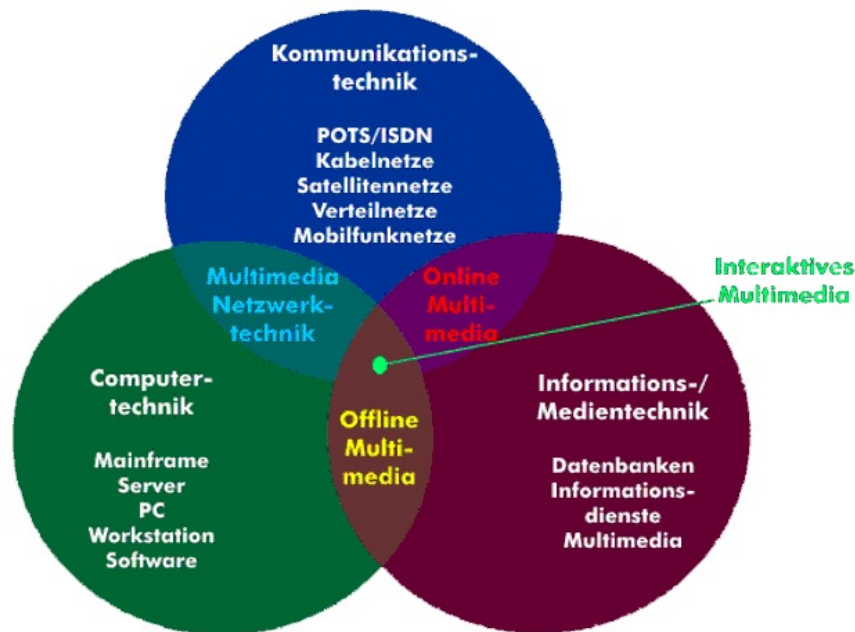 Kommunikations-
technik
POTS/ISDN
Kabelnetze
Satellitennetze
Verteilnetze
Mobilfunknetze
Multimedia
Netzwerk-
technik
Online
Multi-
media
Interaktives
Multimedia
Computer-
technik
Mainframe
Server
PC
Workstation
Software
Offline
Multi-
media
Informations-/
Medientechnik
Datenbanken
Informations-
dienste
Multimedia